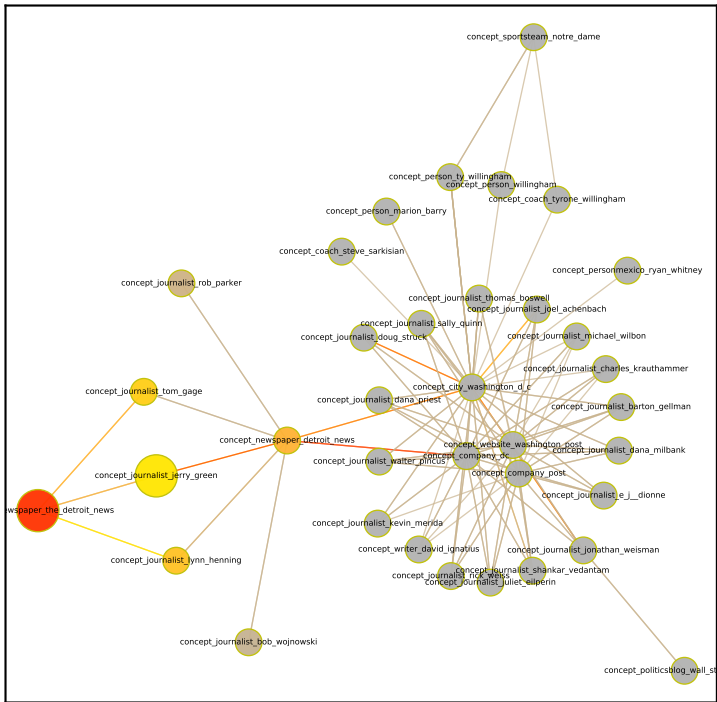 concept_sportsteam_notre_dame
concept_person_ty_willingham
concept_person_willingham
concept_coach_tyrone_willingham
concept_person_marion_barry
concept_coach_steve_sarkisian
concept_personmexico_ryan_whitney
concept_journalist_rob_parker
concept_journalist_thomas_boswell
concept_journalist_joel_achenbach
concept_journalist_sally_quinn
concept_journalist_doug_struck
concept_journalist_michael_wilbon
concept_journalist_charles_krauthammer
concept_city_washington_d_c
concept_journalist_tom_gage
concept_journalist_dana_priest
concept_journalist_barton_gellman
concept_newspaper_detroit_news
concept_website_washington_post
concept_journalist_dana_milbank
concept_company_dc
concept_journalist_walter_pincus
concept_company_post
concept_journalist_jerry_green
concept_journalist_e_j__dionne
wspaper_the_detroit_news
concept_journalist_kevin_merida
concept_writer_david_ignatius
concept_journalist_jonathan_weisman
concept_journalist_lynn_henning
concept_journalist_shankar_vedantam
concept_journalist_rick_weiss
concept_journalist_juliet_eilperin
concept_journalist_bob_wojnowski
concept_politicsblog_wall_st